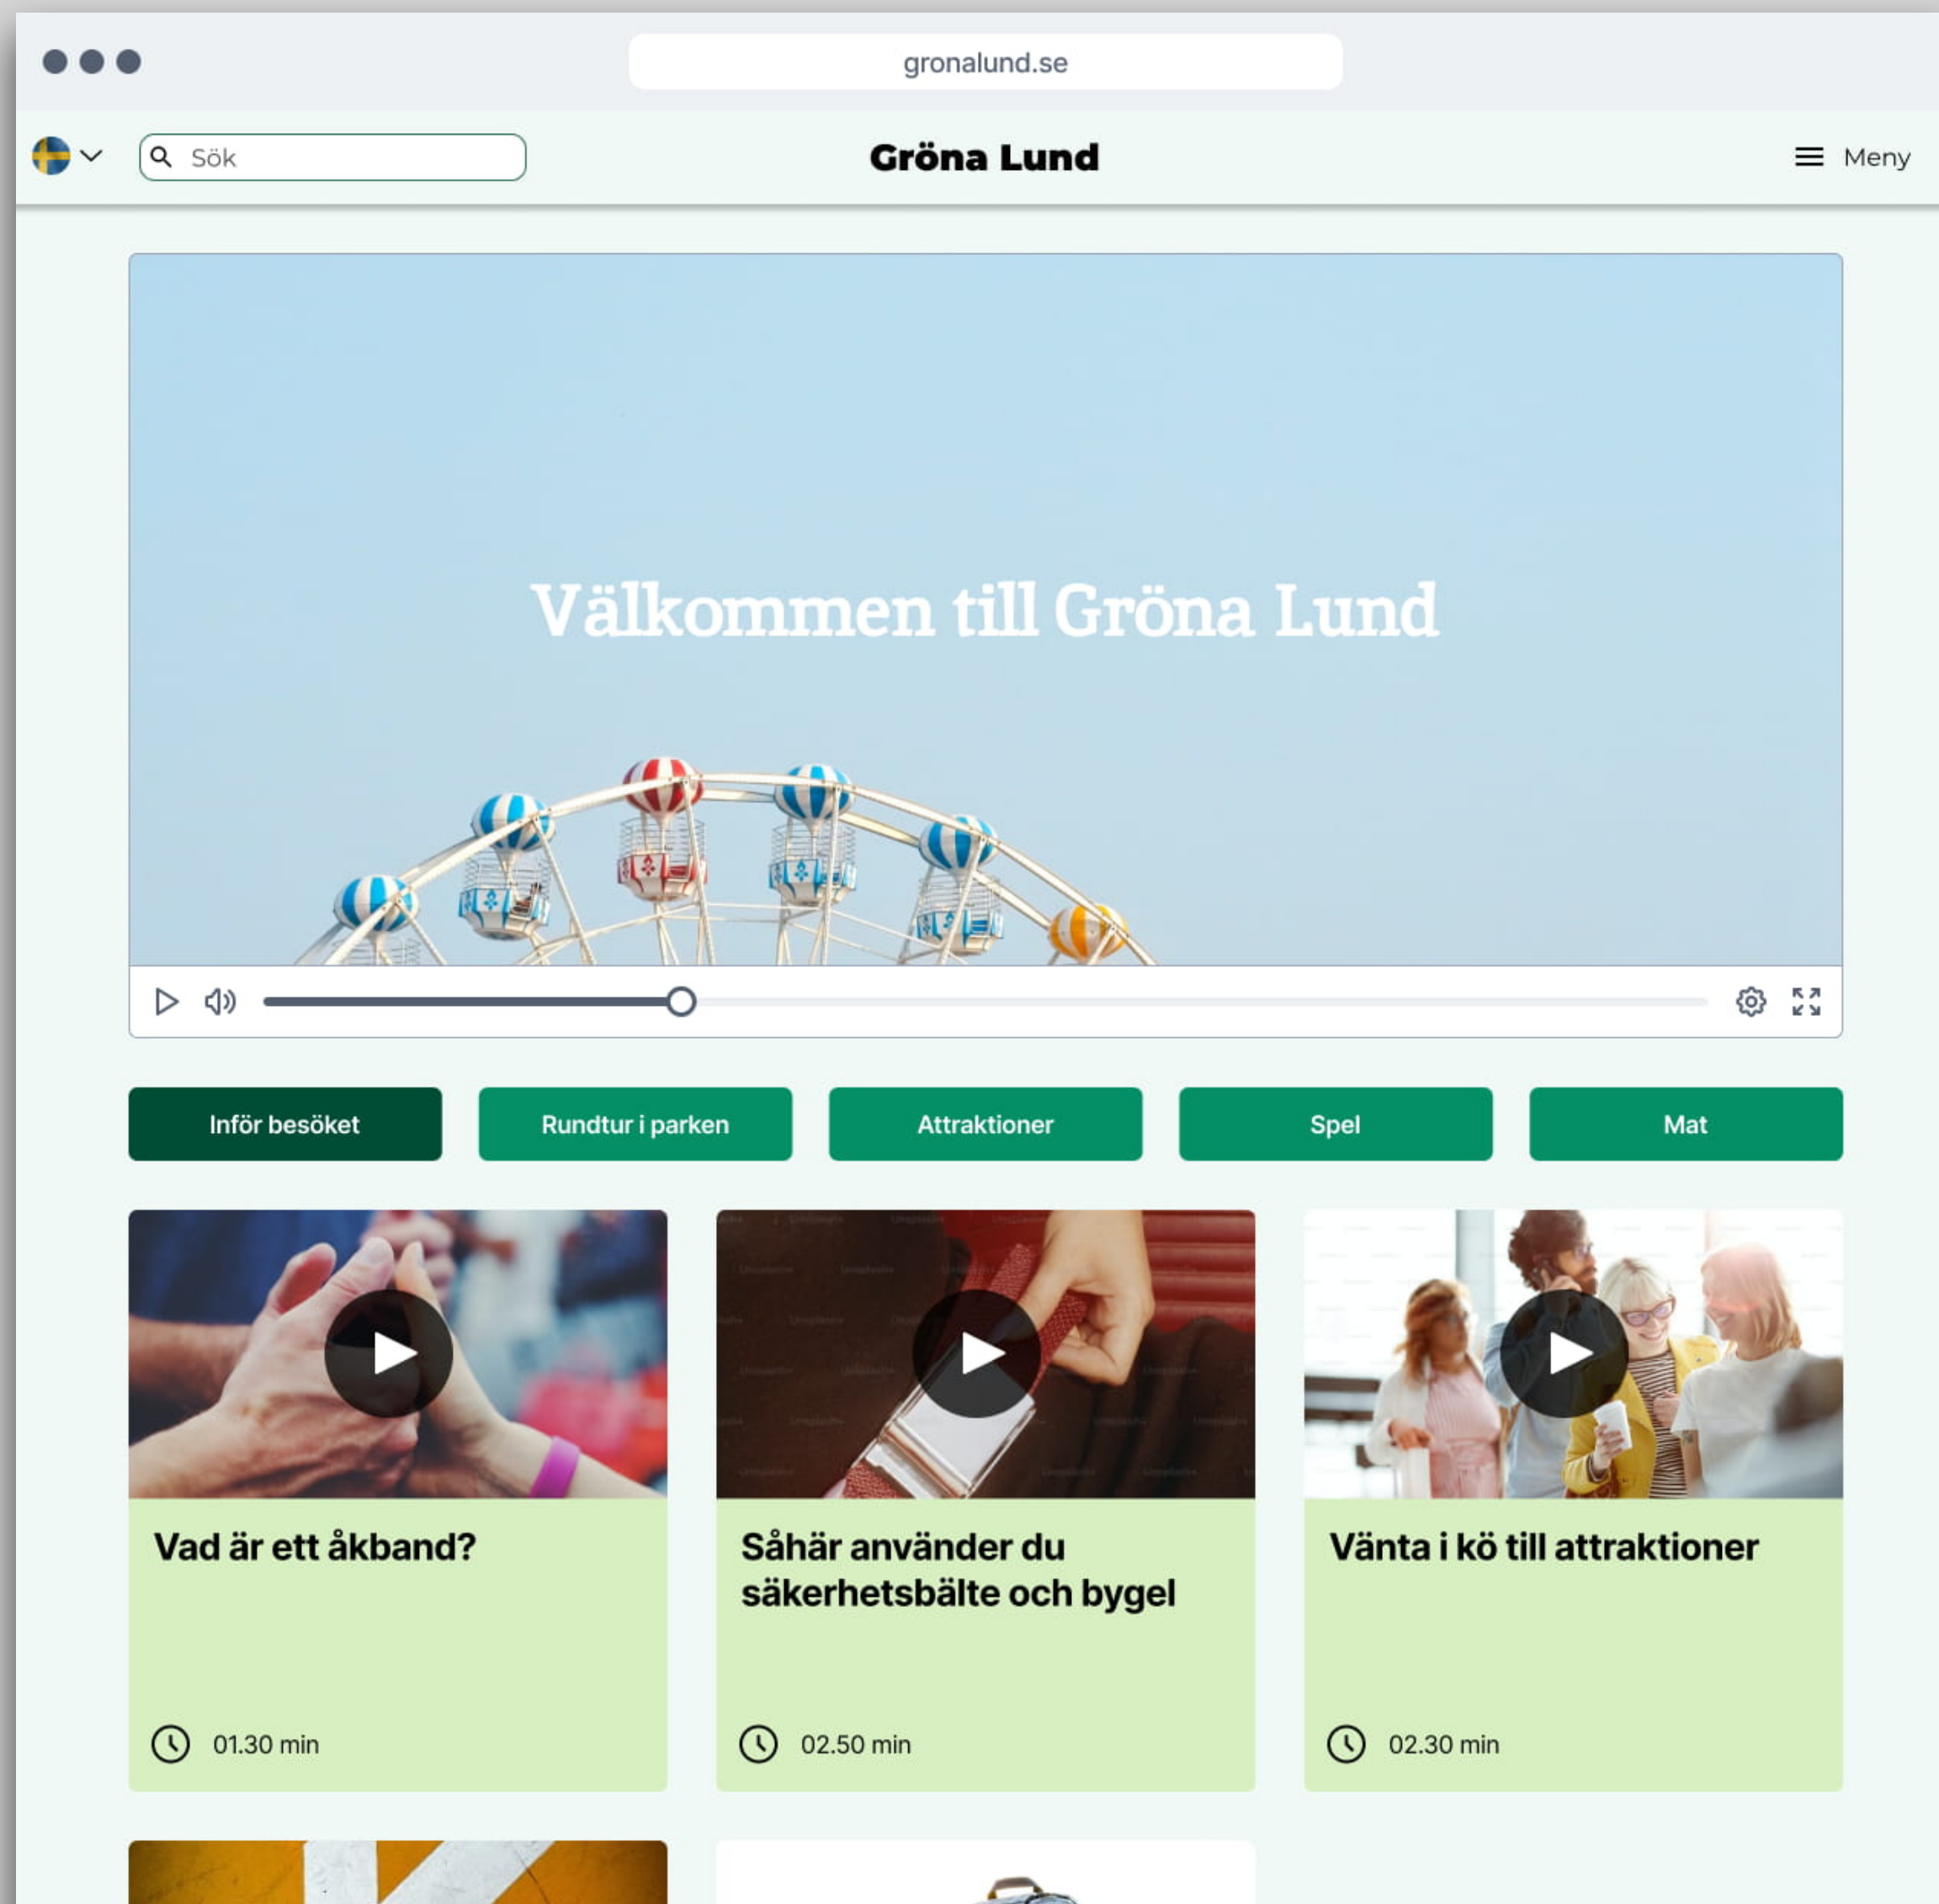 gronalund.se
Sök
Gröna Lund
Meny
Välkommen till Gröna Lund
Inför besöket
Rundtur i parken
Attraktioner
Spel
Mat
Vad är ett åkband?
Såhär använder du
säkerhetsbälte och bygel
Vänta i kö till attraktioner
01.30 min
02.50 min
02.30 min